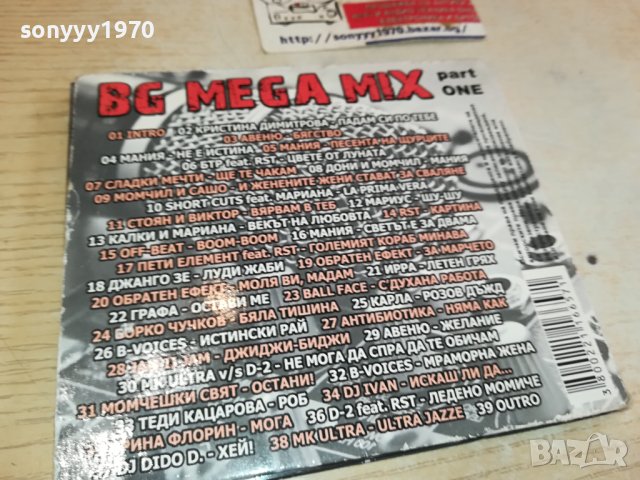 sonyyy1970
http://sonyyy1970.bazar.bg/
BG MEGA MIX part ONE
01 INTRO 02 КРИСТИНА ДИМИТРОВА - ПАДАМ СИ ПО ТЕБЕ
03 АВЕНЮ - БЯГСТВО
04 МАНИЯ - НЕ Е ИСТИНА 05 МАНИЯ - ПЕСЕНТА НА ЩУРЦИТЕ
06 БТР feat. RST - ЦВЕТЕ ОТ ЛУНАТА
07 СЛАДКИ МЕЧТИ - ЩЕ ТЕ ЧАКАМ 08 ДОНИ И МОМЧИЛ - МАНИЯ
09 МОМЧИЛ И САШО - И ЖЕНЕНИТЕ ЖЕНИ СТАВАТ ЗА СВАЛЯНЕ
10 SHORT CUTS feat. МАРИАНА - LA PRIMA VERA
11 СТОЯН И ВИКТОР - ВЯРВАМ В ТЕБ 12 МАРИУС - ШУ-ШУ
13 КАЛКИ И МАРИАНА - ВЕКЪТ НА ЛЮБОВТА 14 RST - КАРТИНА
15 OFF-BEAT - BOOM-BOOM 16 МАНИЯ - СВЕТЪТ Е ЗА ДВАМА
17 ПЕТИ ЕЛЕМЕНТ feat. RST - ГОЛЕМИЯТ КОРАБ МИНАВА
18 ДЖАНГО ЗЕ - ЛУДИ ЖАБИ 19 ОБРАТЕН ЕФЕКТ - ЗА МАРЧЕТО
20 ОБРАТЕН ЕФЕКТ - МОЛЯ ВИ, МАДАМ 21 ИРРА - ЛЕТЕН ГРЯХ
22 ГРАФА - ОСТАВИ МЕ 23 BALL FACE - С'ДУХАНА РАБОТА
24 БОРКО ЧУЧКОВ - БЯЛА ТИШИНА 25 КАРЛА - РОЗОВ ДЪЖД
26 B-VOICES - ИСТИНСКИ РАЙ 27 АНТИБИОТИКА - НЯМА КАК
28 JAM - ДЖИДЖИ-БИДЖИ 29 АВЕНЮ - ЖЕЛАНИЕ
30 MK ULTRA v/s D-2 - НЕ МОГА ДА СПРА ДА ТЕ ОБИЧАМ
31 МОМЧЕШКИ СВЯТ - ОСТАНИ! 32 B-VOICES - МРАМОРНА ЖЕНА
33 ТЕДИ КАЦАРОВА - РОБ 34 DJ IVAN - ИСКАШ ЛИ ДА...
РИНА ФЛОРИН - МОГА 36 D-2 feat. RST - ЛЕДЕНО МОМИЧЕ
DJ DIDO D. - ХЕЙ! 38 MK ULTRA - ULTRA JAZZE 39 OUTRO
bazar